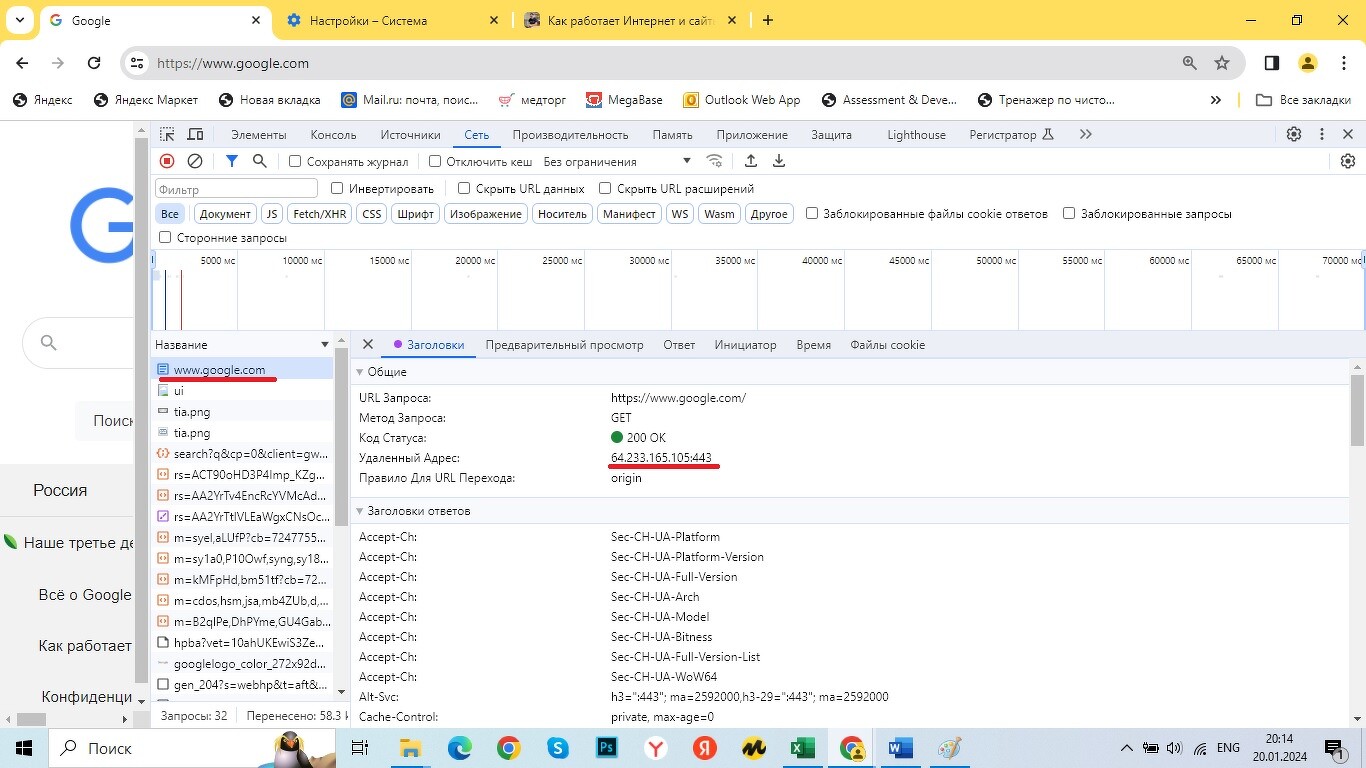 Google
Настройки – Система
Как работает Интернет и сайт
https://www.google.com
Яндекс
Яндекс Маркет
Новая вкладка
Mail.ru: почта, поис...
медторг
MegaBase
Outlook Web App
Assessment & Deve...
Тренажер по чисто...
Все закладки
Элементы
Консоль
Источники
Сеть
Производительность
Память
Приложение
Защита
Lighthouse
Регистратор
Сохранять журнал
Отключить кеш
Без ограничения
Фильтр
Инвертировать
Скрыть URL данных
Скрыть URL расширений
Все
Документ
JS
Fetch/XHR
CSS
Шрифт
Изображение
Носитель
Манифест
WS
Wasm
Другое
Заблокированные файлы cookie ответов
Заблокированные запросы
Сторонние запросы
5000 мс
10000 мс
15000 мс
20000 мс
25000 мс
30000 мс
35000 мс
40000 мс
45000 мс
50000 мс
55000 мс
60000 мс
65000 мс
70000 мс
Поиск
Россия
Наше третье де
Всё о Google
Как работает
Конфиденци
Название
www.google.com
ui
tia.png
tia.png
search?q&cp=0&client=gw...
rs=ACT90oHD3P4Imp_KZg...
rs=AA2YrTv4EncRcYVMcAd...
rs=AA2YrTtIVLEaWgxCNsOc...
m=syel,aLUfP?cb=7247755...
m=sy1a0,P10Owf,syng,sy18...
m=kMFpHd,bm51tf?cb=72...
m=cdos,hsm,jsa,mb4ZUb,d,...
m=B2qlPe,DhPYme,GU4Gab...
hpba?vet=10ahUKEwiS3Ze...
googlelogo_color_272x92d...
gen_204?s=webhp&t=aft&...
Запросы: 32
Перенесено: 58.3 k
Заголовки
Предварительный просмотр
Ответ
Инициатор
Время
Файлы cookie
Общие
URL Запроса: https://www.google.com/
Метод Запроса: GET
Код Статуса: 200 OK
Удаленный Адрес: 64.233.165.105:443
Правило Для URL Перехода: origin
Заголовки ответов
Accept-Ch: Sec-CH-UA-Platform
Accept-Ch: Sec-CH-UA-Platform-Version
Accept-Ch: Sec-CH-UA-Full-Version
Accept-Ch: Sec-CH-UA-Arch
Accept-Ch: Sec-CH-UA-Model
Accept-Ch: Sec-CH-UA-Bitness
Accept-Ch: Sec-CH-UA-Full-Version-List
Accept-Ch: Sec-CH-UA-WoW64
Alt-Svc: h3=":443"; ma=2592000,h3-29=":443"; ma=2592000
Cache-Control: private, max-age=0
Поиск
ENG
20:14
20.01.2024